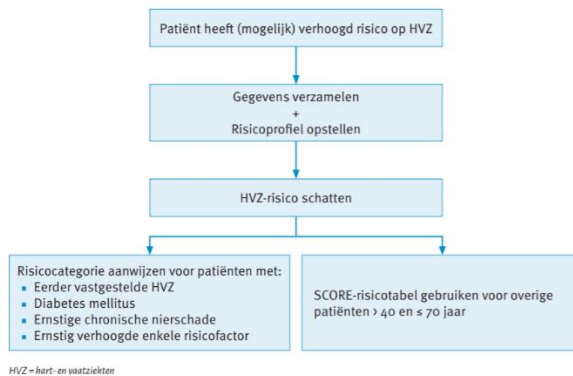 Patiënt heeft (mogelijk) verhoogd risico op HVZ
Gegevens verzamelen
+
Risicoprofiel opstellen
HVZ-risico schatten
Risicocategorie aanwijzen voor patiënten met:
▪ Eerder vastgestelde HVZ
▪ Diabetes mellitus
▪ Ernstige chronische nierschade
▪ Ernstig verhoogde enkele risicofactor
SCORE-risicotabel gebruiken voor overige
patiënten > 40 en ≤ 70 jaar
HVZ = hart- en vaatziekten